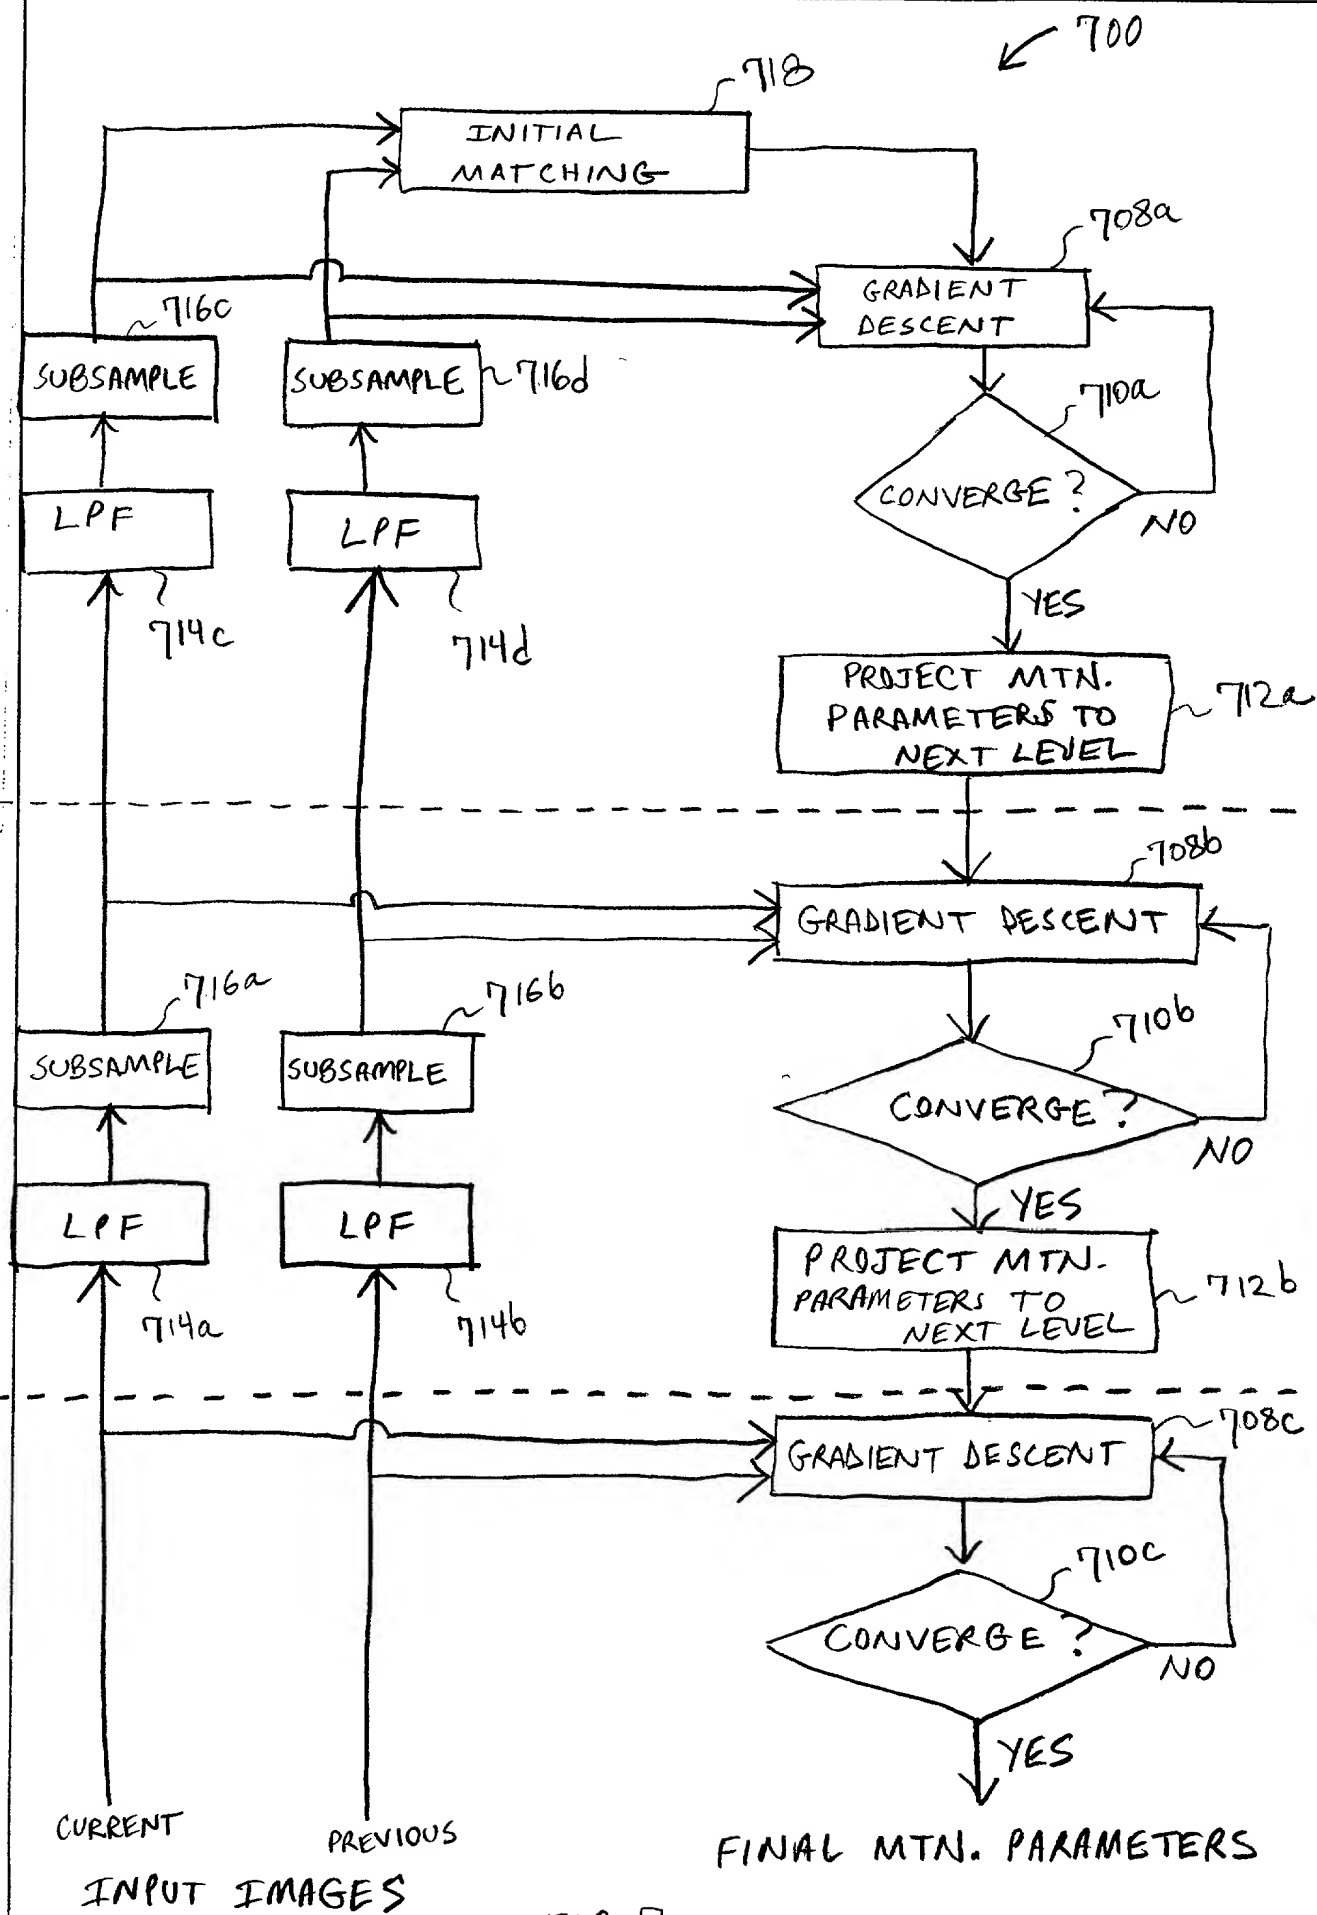 700
718
INITIAL
MATCHING
708a
GRADIENT
DESCENT
716c
SUBSAMPLE
SUBSAMPLE
716d
710a
CONVERGE?
NO
LPF
LPF
YES
714c
714d
PROJECT MTN.
PARAMETERS TO
NEXT LEVEL
712a
708b
GRADIENT DESCENT
716a
716b
710b
SUBSAMPLE
SUBSAMPLE
CONVERGE?
NO
YES
LPF
LPF
PROJECT MTN.
PARAMETERS TO
NEXT LEVEL
712b
714a
714b
708c
GRADIENT DESCENT
710c
CONVERGE?
NO
YES
CURRENT
PREVIOUS
INPUT IMAGES
FINAL MTN. PARAMETERS